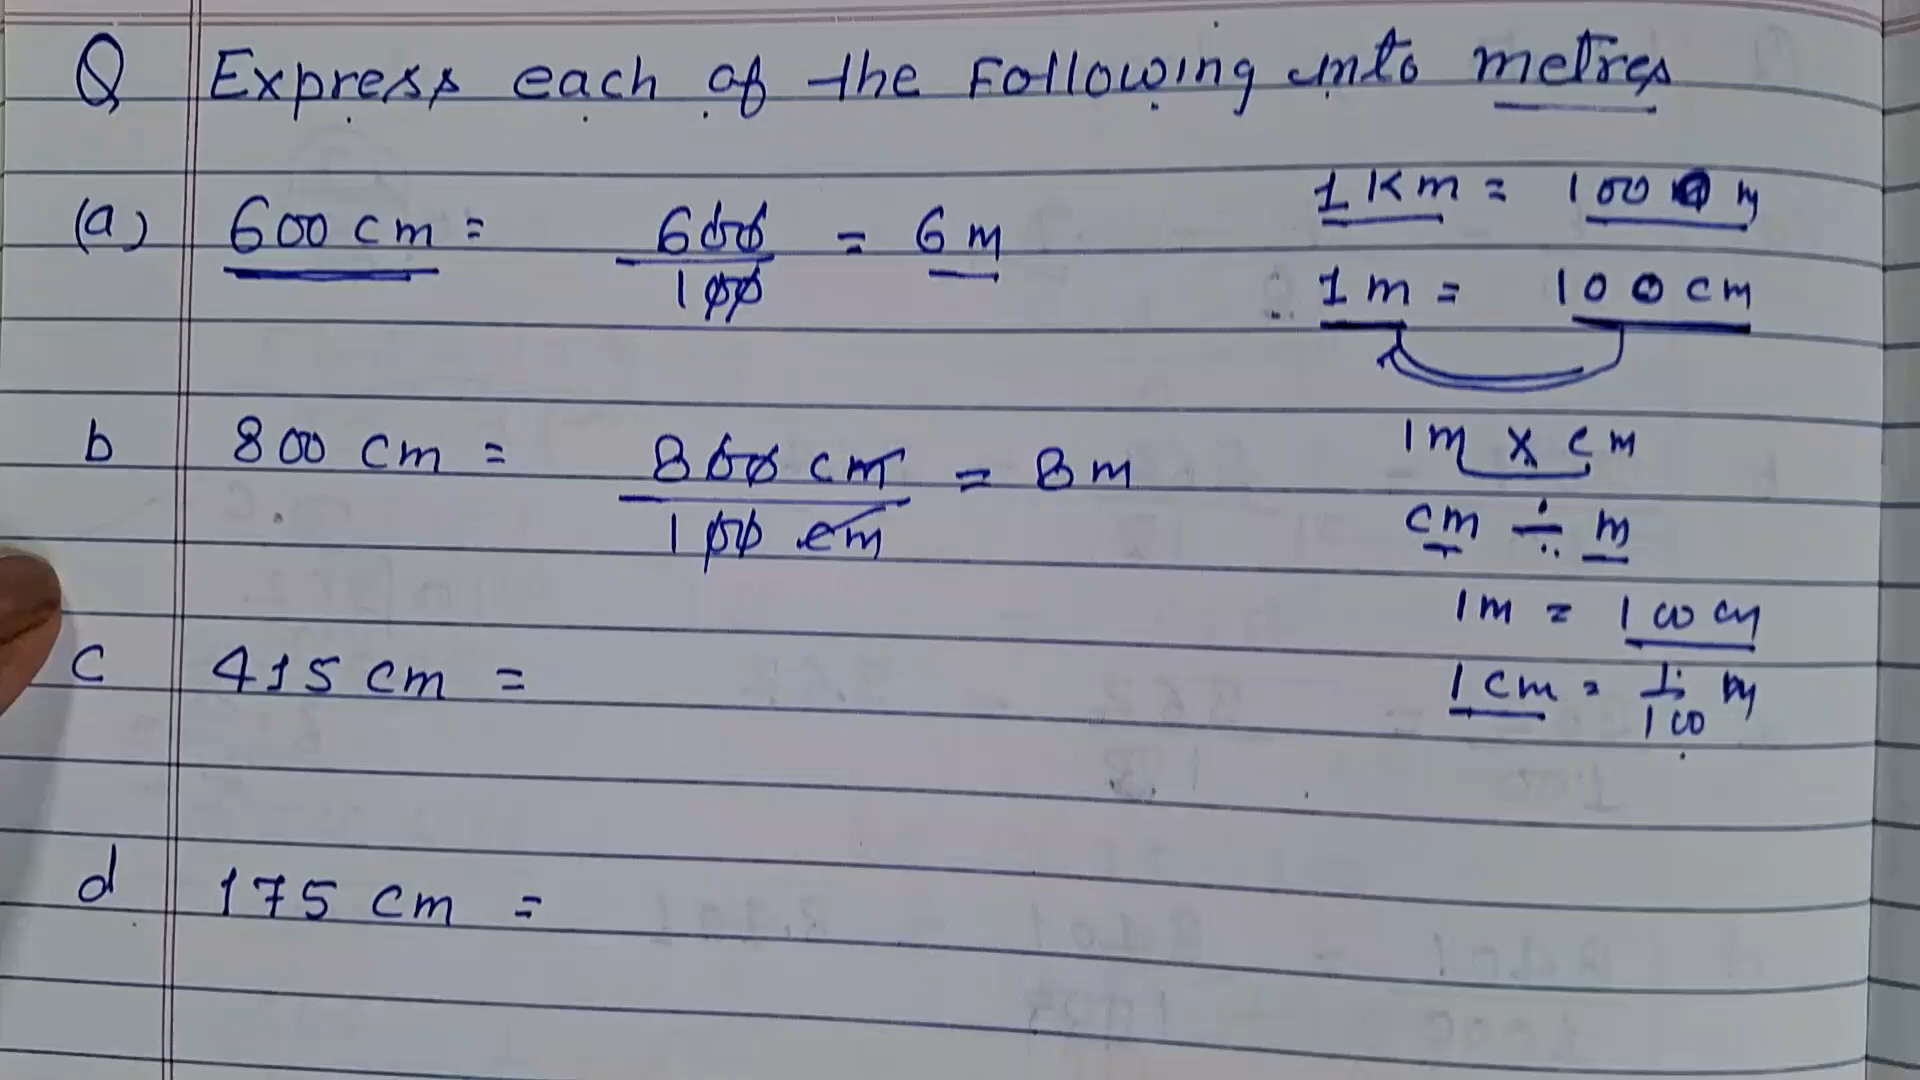 Q Express each of the Following into metres
(a) 600 cm = 600/100 = 6 m
1 Km = 1000 m
1 m = 100 cm
b 800 cm = 800 cm/100 cm = 8 m
1m × cm
cm ÷ m
1m = 100 cm
c 415 cm =
1 cm = 1/100 m
d 175 cm =